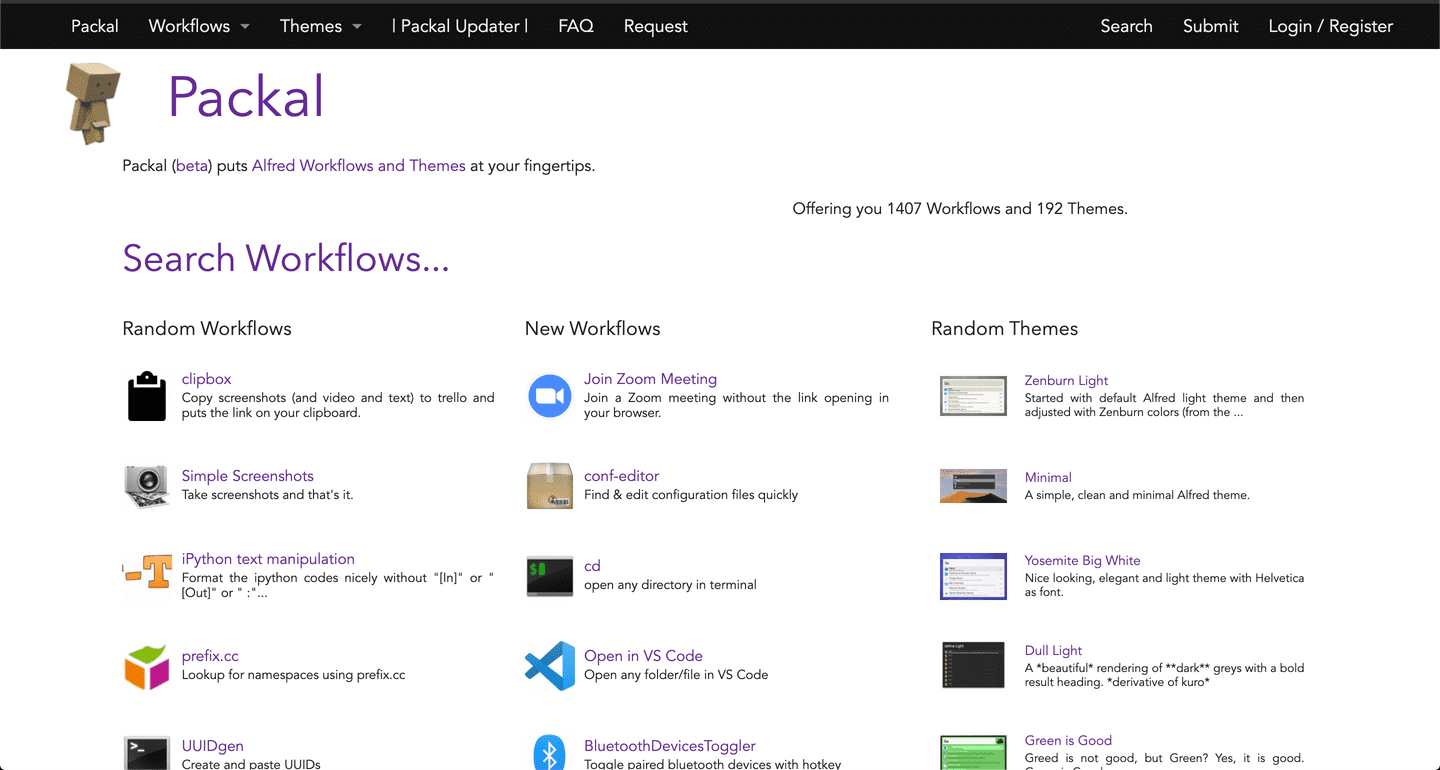 Packal Workflows Themes | Packal Updater | FAQ Request Search Submit Login / Register
Packal
Packal (beta) puts Alfred Workflows and Themes at your fingertips.
Offering you 1407 Workflows and 192 Themes.
Search Workflows...
Random Workflows
clipbox
Copy screenshots (and video and text) to trello and
puts the link on your clipboard.
Simple Screenshots
Take screenshots and that's it.
iPython text manipulation
Format the ipython codes nicely without "[In]" or "
[Out]" or " :"...
prefix.cc
Lookup for namespaces using prefix.cc
UUIDgen
Create and paste UUIDs
New Workflows
Join Zoom Meeting
Join a Zoom meeting without the link opening in
your browser.
conf-editor
Find & edit configuration files quickly
cd
open any directory in terminal
Open in VS Code
Open any folder/file in VS Code
BluetoothDevicesToggler
Toggle paired bluetooth devices with hotkey
Random Themes
Zenburn Light
Started with default Alfred light theme and then
adjusted with Zenburn colors (from the ...
Minimal
A simple, clean and minimal Alfred theme.
Yosemite Big White
Nice looking, elegant and light theme with Helvetica
as font.
Dull Light
A *beautiful* rendering of **dark** greys with a bold
result heading. *derivative of kuro*
Green is Good
Greed is not good, but Green? Yes, it is good.